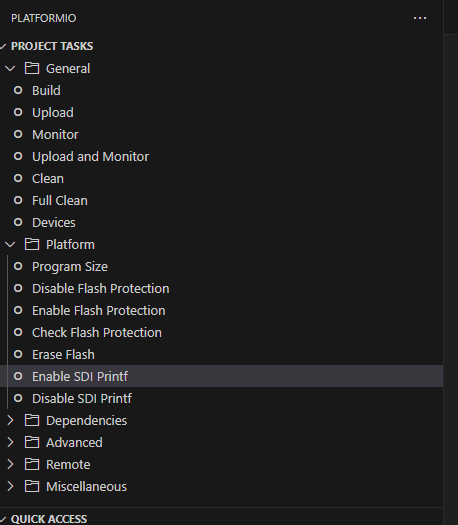 PLATFORMIO
PROJECT TASKS
General
Build
Upload
Monitor
Upload and Monitor
Clean
Full Clean
Devices
Platform
Program Size
Disable Flash Protection
Enable Flash Protection
Check Flash Protection
Erase Flash
Enable SDI Printf
Disable SDI Printf
Dependencies
Advanced
Remote
Miscellaneous
QUICK ACCESS